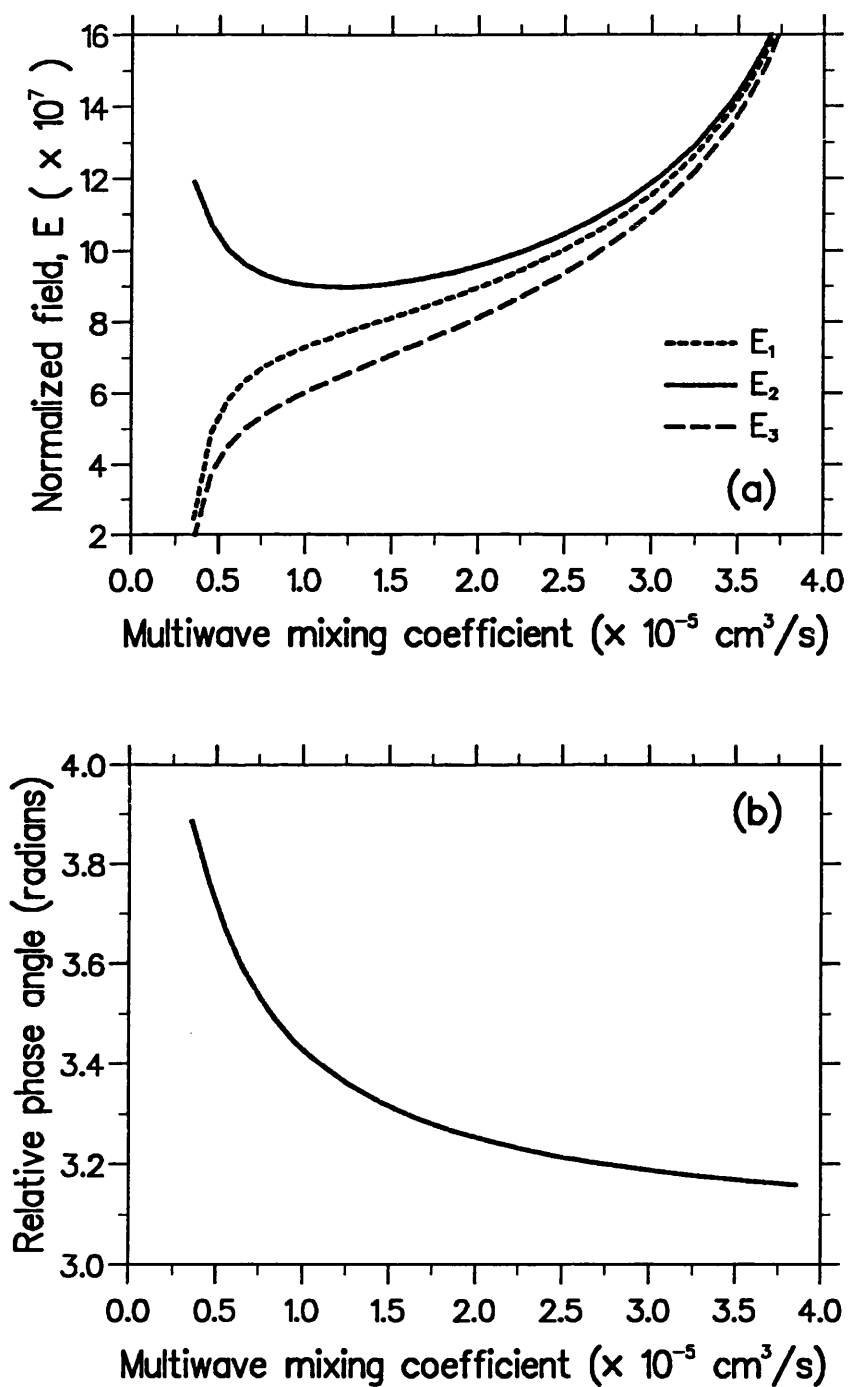 Normalized field, E ( × 10⁷ )
16
14
12
10
8
6
4
2
E₁
E₂
E₃
(a)
0.0 0.5 1.0 1.5 2.0 2.5 3.0 3.5 4.0
Multiwave mixing coefficient (× 10⁻⁵ cm³/s)
Relative phase angle (radians)
4.0
3.8
3.6
3.4
3.2
3.0
(b)
0.0 0.5 1.0 1.5 2.0 2.5 3.0 3.5 4.0
Multiwave mixing coefficient (× 10⁻⁵ cm³/s)